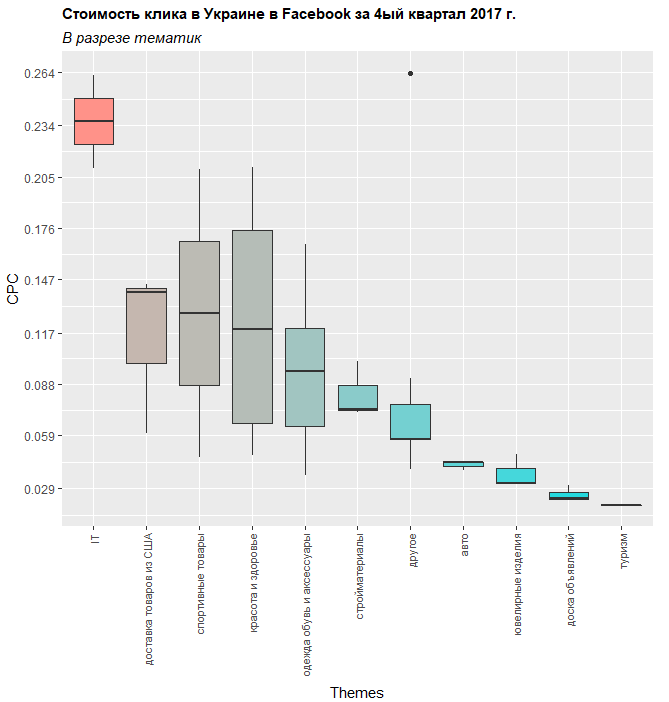 Стоимость клика в Украине в Facebook за 4ый квартал 2017 г.
В разрезе тематик
CPC
0.264
0.234
0.205
0.176
0.147
0.117
0.088
0.059
0.029
IT
доставка товаров из США
спортивные товары
красота и здоровье
одежда обувь и аксессуары
стройматериалы
другое
авто
ювелирные изделия
доска объявлений
туризм
Themes